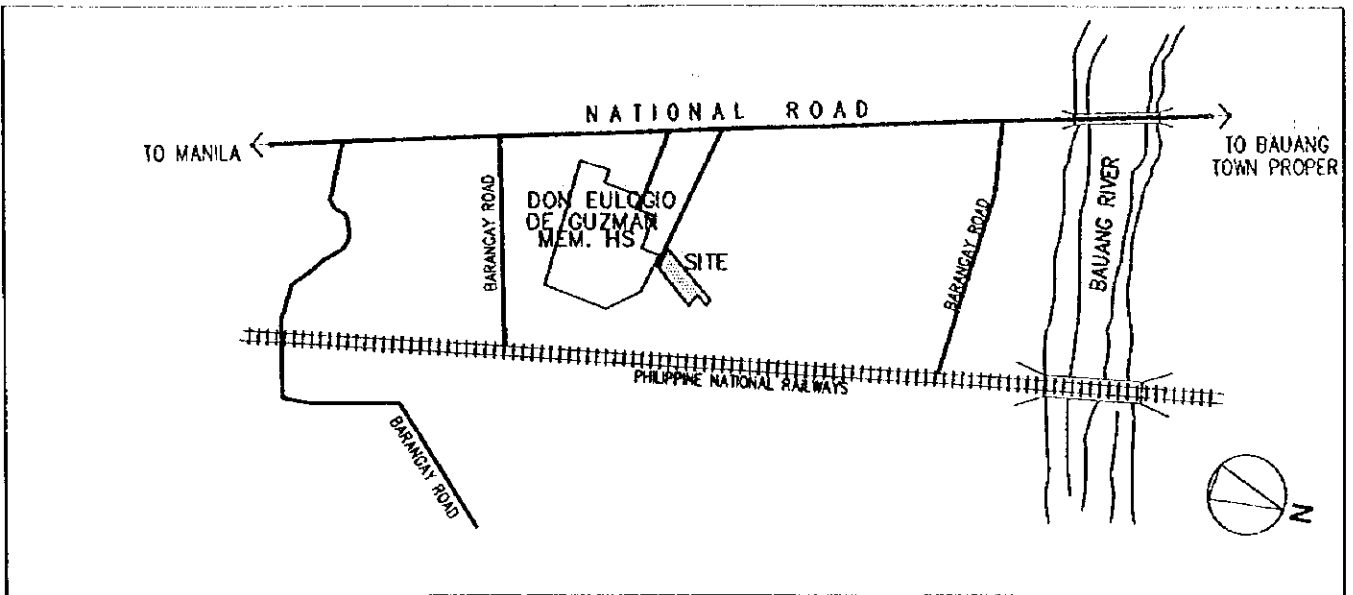 NATIONAL ROAD
TO MANILA
TO BAUANG
TOWN PROPER
BARANGAY ROAD
DON EULOGIO
DE GUZMAN
MEM. HS
SITE
BARANGAY ROAD
BAUANG RIVER
PHILIPPINE NATIONAL RAILWAYS
BARANGAY ROAD
N